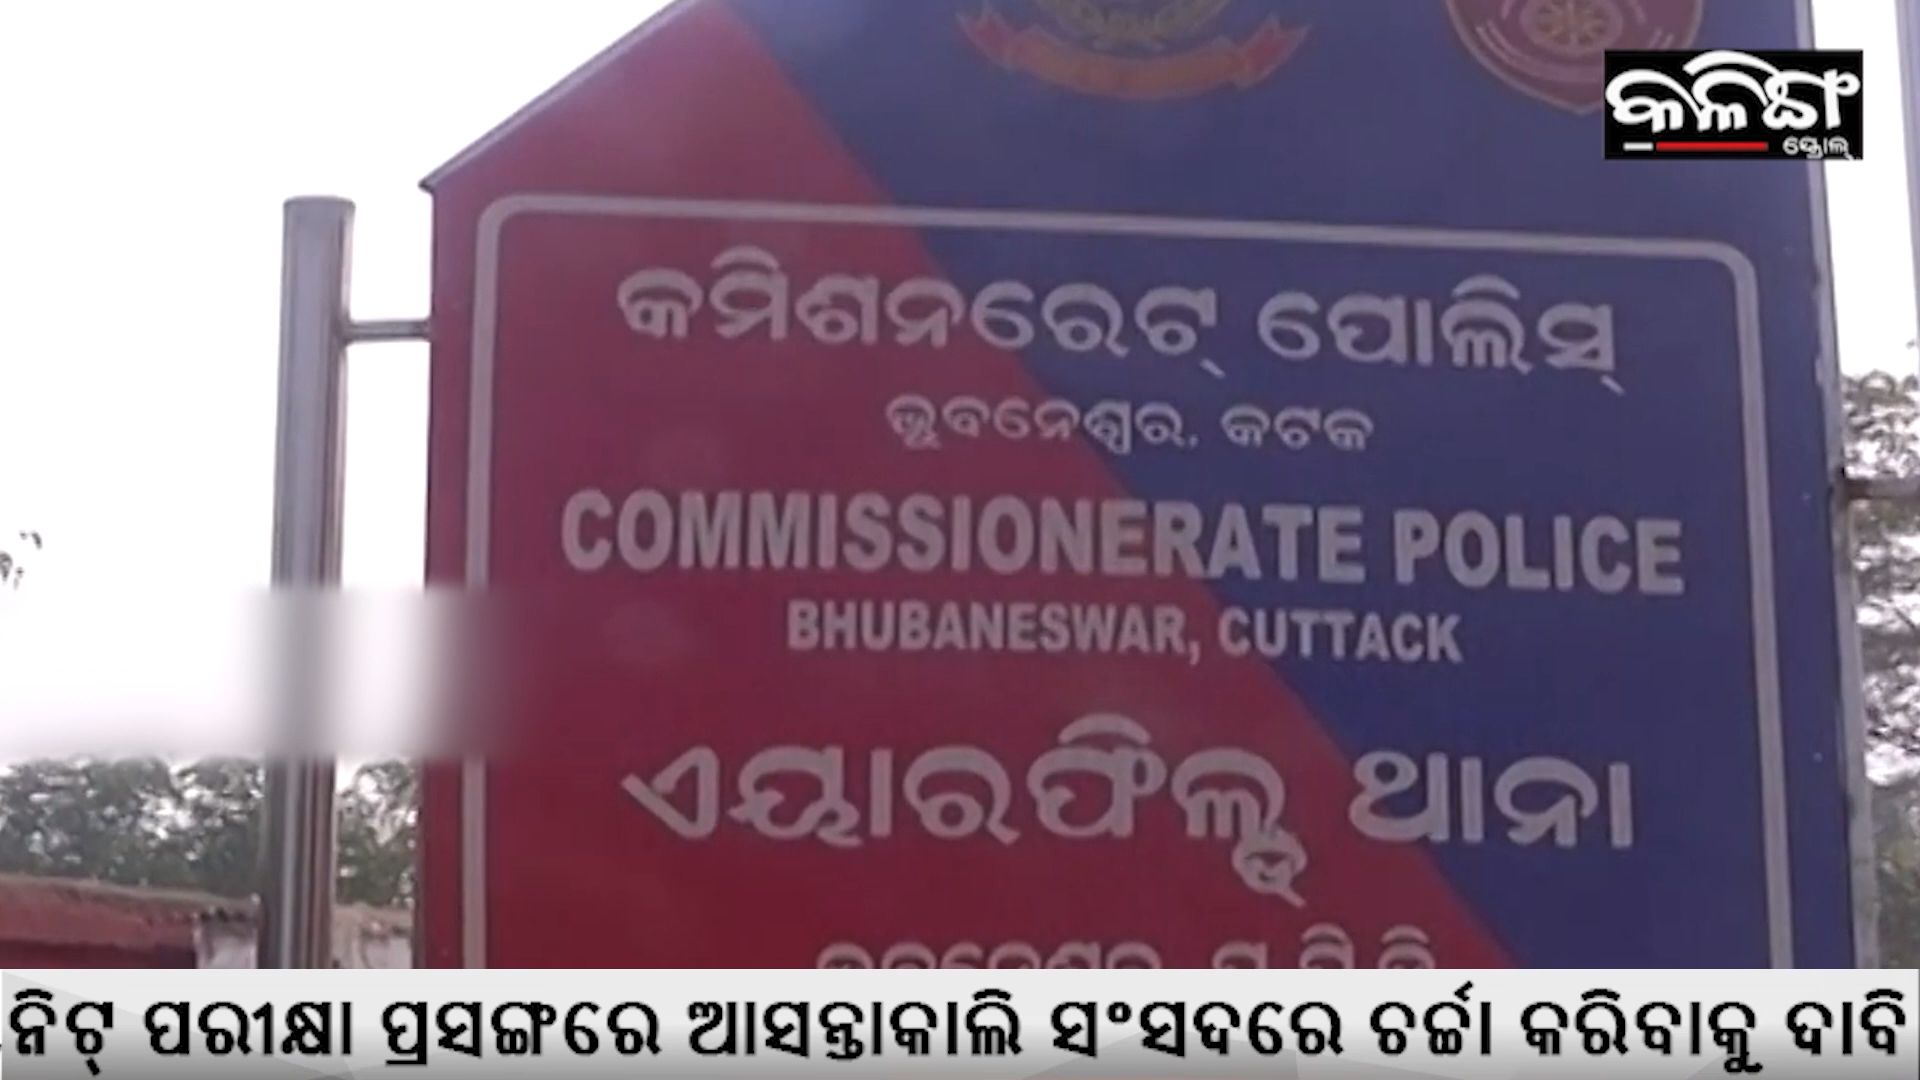 କଳିଙ୍ଗ
ସ୍କ୍ରୋଲ୍
କମିଶନରେଟ୍ ପୋଲିସ୍
ଭୁବନେଶ୍ୱର, କଟକ
COMMISSIONERATE POLICE
BHUBANESWAR, CUTTACK
ଏୟାରଫିଲ୍ଡ ଥାନା
ନିଟ୍ ପରୀକ୍ଷା ପ୍ରସଙ୍ଗରେ ଆସନ୍ତାକାଲି ସଂସଦରେ ଚର୍ଚ୍ଚା କରିବାକୁ ଦାବି